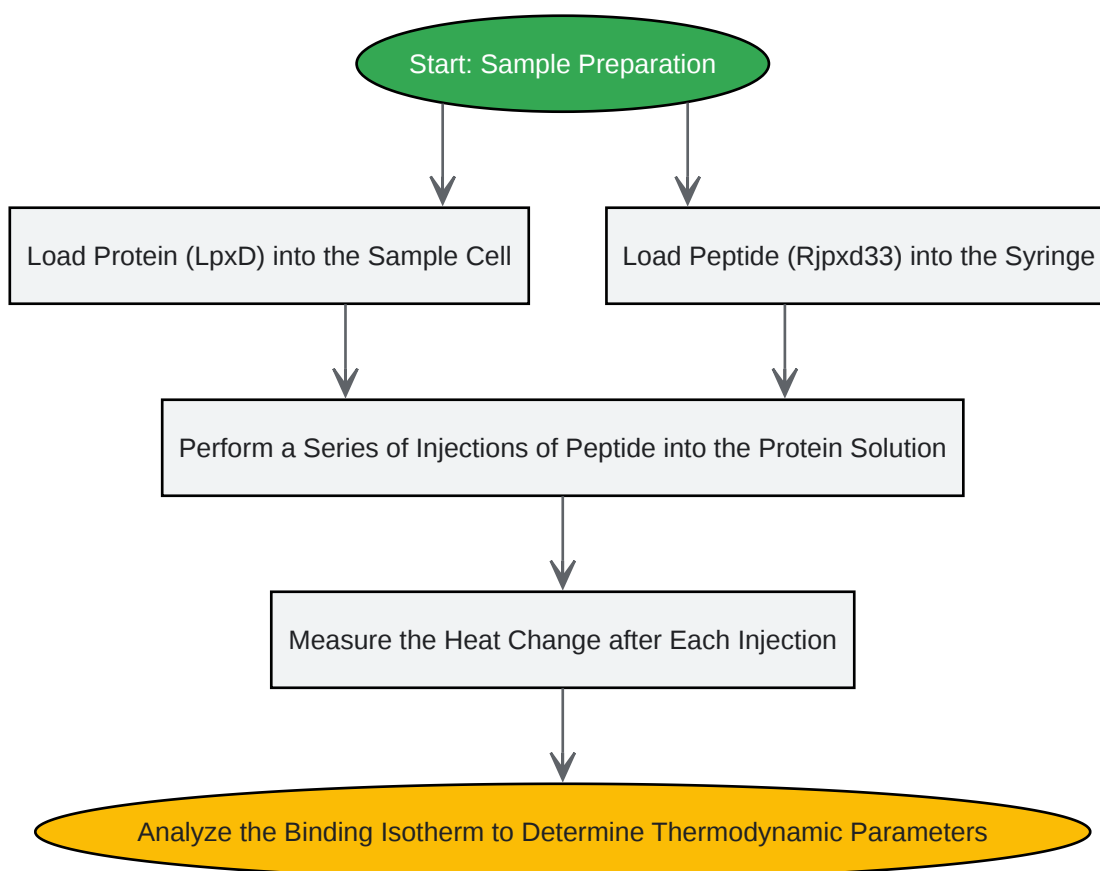 Start: Sample Preparation
Load Protein (LpxD) into the Sample Cell
Load Peptide (Rjpxd33) into the Syringe
Perform a Series of Injections of Peptide into the Protein Solution
Measure the Heat Change after Each Injection
Analyze the Binding Isotherm to Determine Thermodynamic Parameters